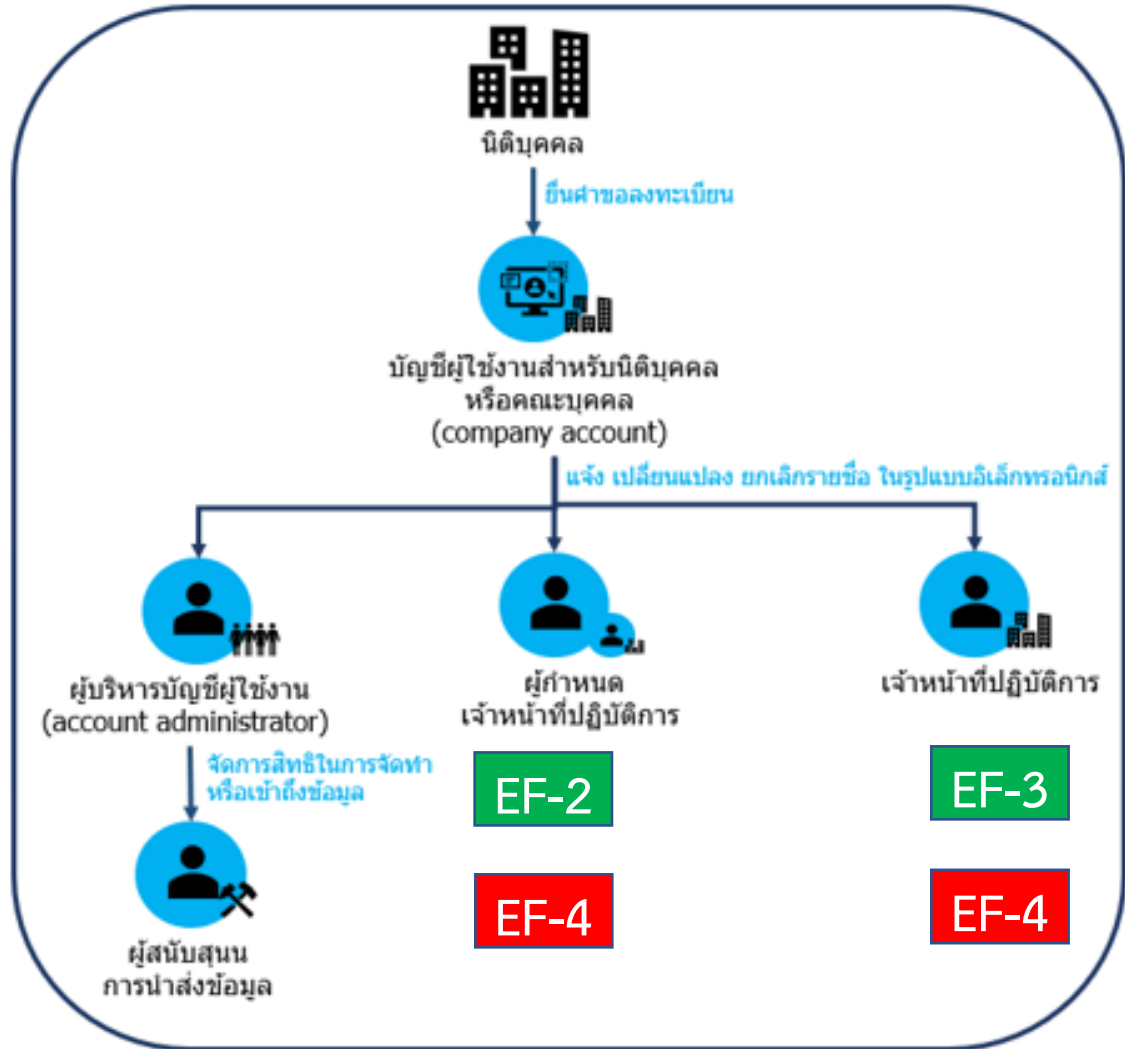 นิติบุคคล
ยื่นคำขอลงทะเบียน
บัญชีผู้ใช้งานสำหรับนิติบุคคล
หรือคณะบุคคล
(company account)
แจ้ง เปลี่ยนแปลง ยกเลิกรายชื่อ ในรูปแบบอิเล็กทรอนิกส์
ผู้บริหารบัญชีผู้ใช้งาน
(account administrator)
ผู้กำหนด
เจ้าหน้าที่ปฏิบัติการ
เจ้าหน้าที่ปฏิบัติการ
จัดการสิทธิในการจัดทำ
หรือเข้าถึงข้อมูล
EF-2
EF-3
EF-4
EF-4
ผู้สนับสุนน
การนำส่งข้อมูล